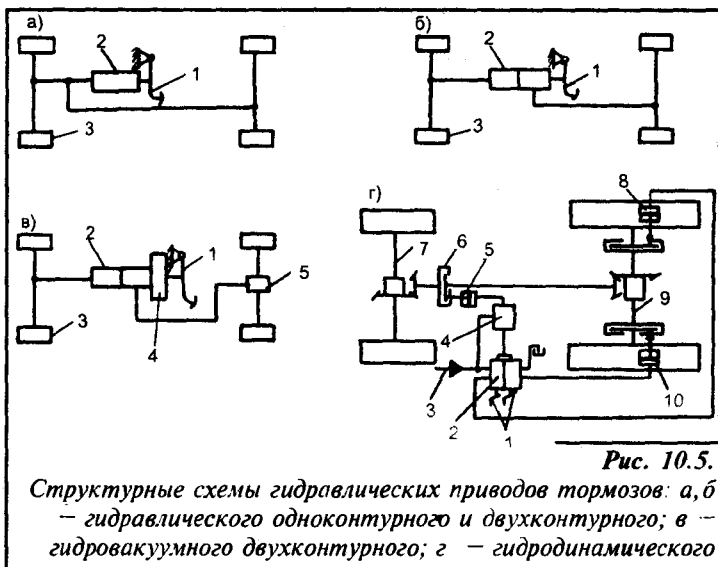 а)
2
1
3
б)
2
1
3
в)
2
1
3
4
5
г)
7
6
5
4
3
2
1
8
9
10
Рис. 10.5.
Структурные схемы гидравлических приводов тормозов: а,б
– гидравлического одноконтурного и двухконтурного; в –
гидровакуумного двухконтурного; г – гидродинамического